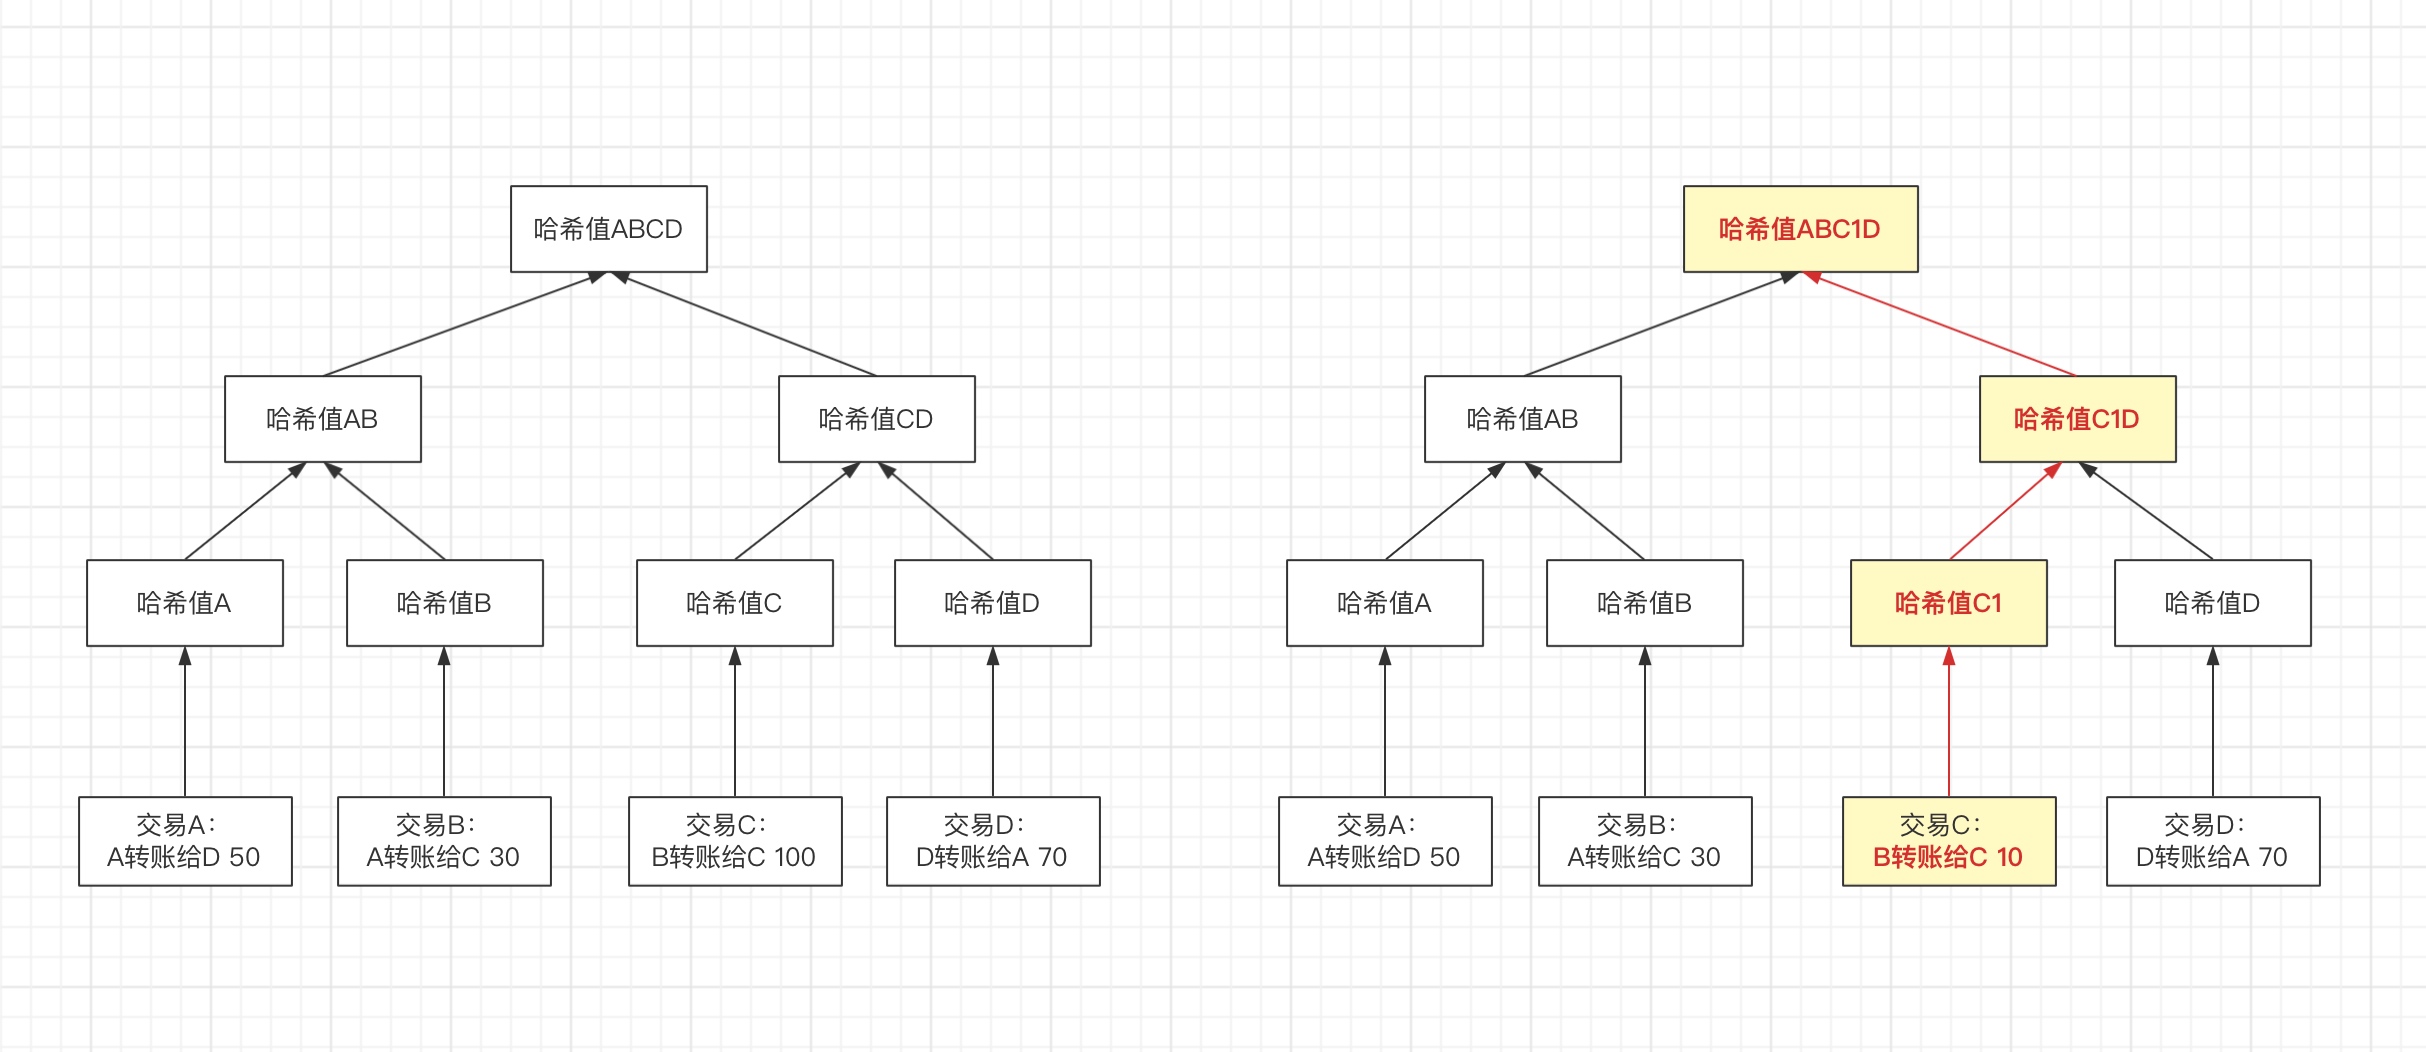 哈希值ABCD
哈希值ABC1D
哈希值AB
哈希值CD
哈希值AB
哈希值C1D
哈希值A
哈希值B
哈希值C
哈希值D
哈希值A
哈希值B
哈希值C1
哈希值D
交易A：
A转账给D 50
交易B：
A转账给C 30
交易C：
B转账给C 100
交易D：
D转账给A 70
交易A：
A转账给D 50
交易B：
A转账给C 30
交易C：
B转账给C 10
交易D：
D转账给A 70